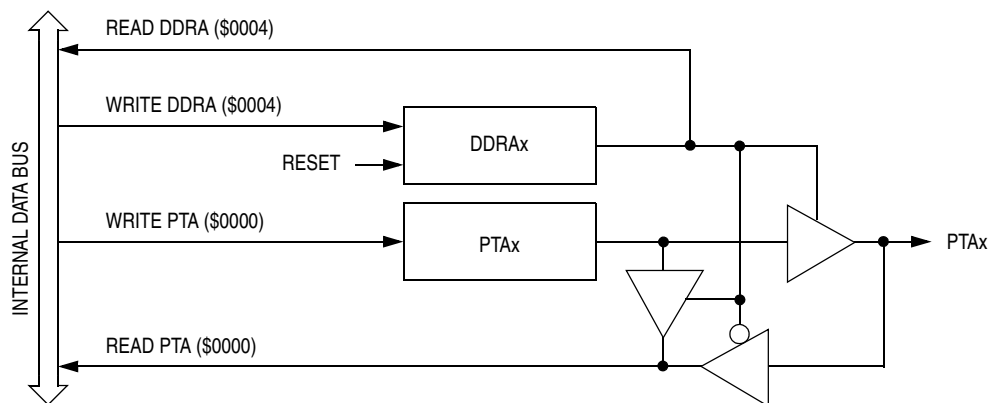 READ DDRA ($0004)
WRITE DDRA ($0004)
DDRAx
RESET
WRITE PTA ($0000)
PTAx
PTAx
READ PTA ($0000)
INTERNAL DATA BUS